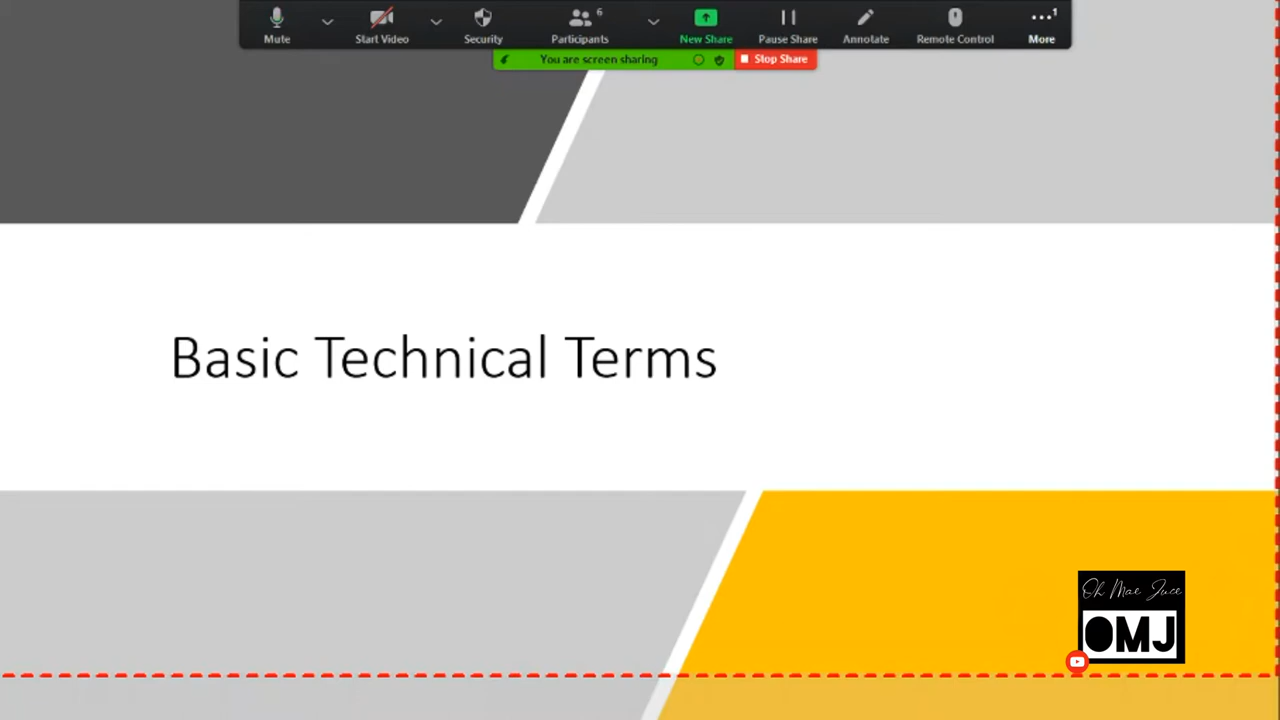 6
1
Mute
Start Video
Security
Participants
New Share
Pause Share
Annotate
Remote Control
More
You are screen sharing
Stop Share
Basic Technical Terms
Oh Mae Juce
OMJ